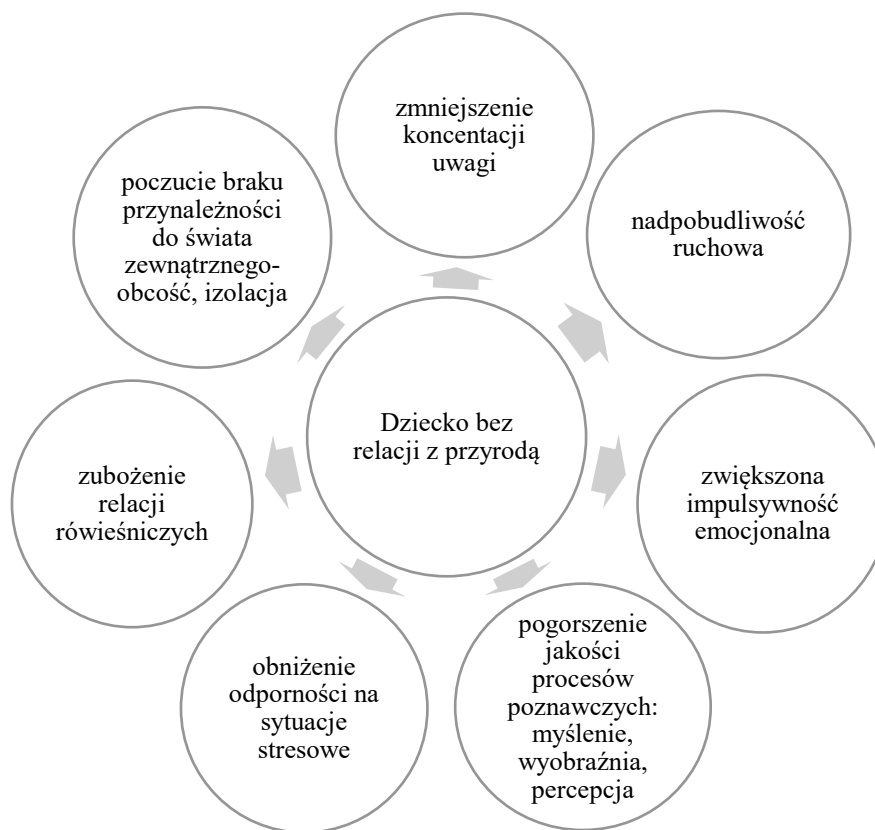 zmniejszenie
koncentacji
uwagi
nadpobudliwość
ruchowa
zwiększona
impulsywność
emocjonalna
pogorszenie
jakości
procesów
poznawczych:
myślenie,
wyobraźnia,
percepcja
obniżenie
odporności na
sytuacje
stresowe
zubożenie
relacji
rówieśniczych
poczucie braku
przynależności
do świata
zewnątrznego-
obcość, izolacja
Dziecko bez
relacji z przyrodą